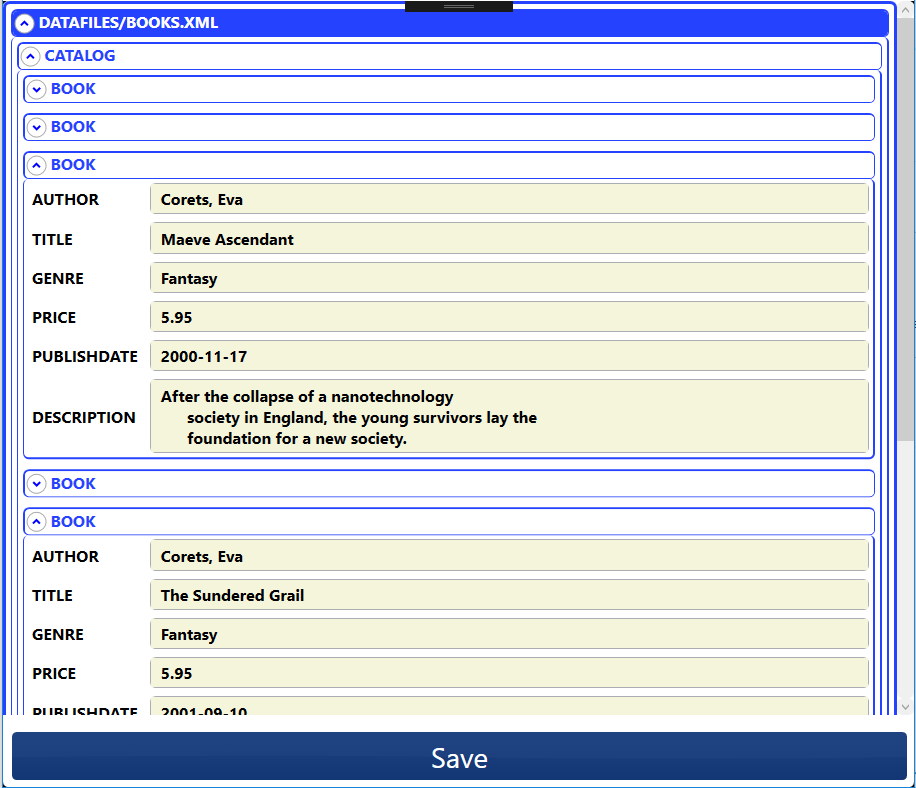 DATAFILES/BOOKS.XML
CATALOG
BOOK
BOOK
BOOK
AUTHOR Corets, Eva
TITLE Maeve Ascendant
GENRE Fantasy
PRICE 5.95
PUBLISHDATE 2000-11-17
DESCRIPTION After the collapse of a nanotechnology
society in England, the young survivors lay the
foundation for a new society.
BOOK
BOOK
AUTHOR Corets, Eva
TITLE The Sundered Grail
GENRE Fantasy
PRICE 5.95
PUBLISHDATE 2001-09-10
Save